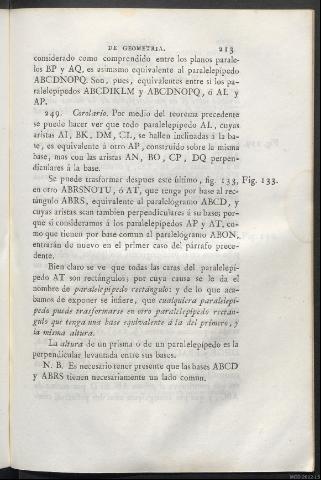 DE GEOMETRIA. 213
considerado como comprendido entre los planos parale-
los BP y AQ, es asimismo equivalente al paralelepípedo
ABCDNOPQ. Son, pues, equivalentes entre sí los pa-
ralelepípedos ABCDIKLM y ABCDNOPQ, ó AL y
AP.
249. Corolario. Por medio del teorema precedente
se puede hacer ver que todo paralelepípedo AL, cuyas
aristas AI, BK, DM, CL, se hallen inclinadas á la ba-
se, es equivalente á otro AP, construido sobre la misma
base, mas con las aristas AN, BO, CP, DQ perpen-
diculares á la base.
Se puede trasformar despues este último, fig. 133, Fig. 133.
en otro ABRSNOTU, ó AT, que tenga por base al rec-
tángulo ABRS, equivalente al paralelógramo ABCD, y
cuyas aristas sean tambien perpendiculares á su base; por-
que si consideramos á los paralelepípedos AP y AT, co-
mo que tienen por base comun al paralelógramo ABON,
entrarán de nuevo en el primer caso del párrafo prece-
dente.
Bien claro se ve que todas las caras del paralelepí-
pedo AT son rectángulos; por cuya causa se le da el
nombre de paralelepípedo rectángulo: y de lo que aca-
bamos de exponer se infiere, que cualquiera paralelepí-
pedo puede trasformarse en otro paralelepípedo rectán-
gulo que tenga una base equivalente á la del primero, y
la misma altura.
La altura de un prisma ó de un paralelepípedo es la
perpendicular levantada entre sus bases.
N. B. Es necesario tener presente que las bases ABCD
y ABRS tienen necesariamente un lado comun.